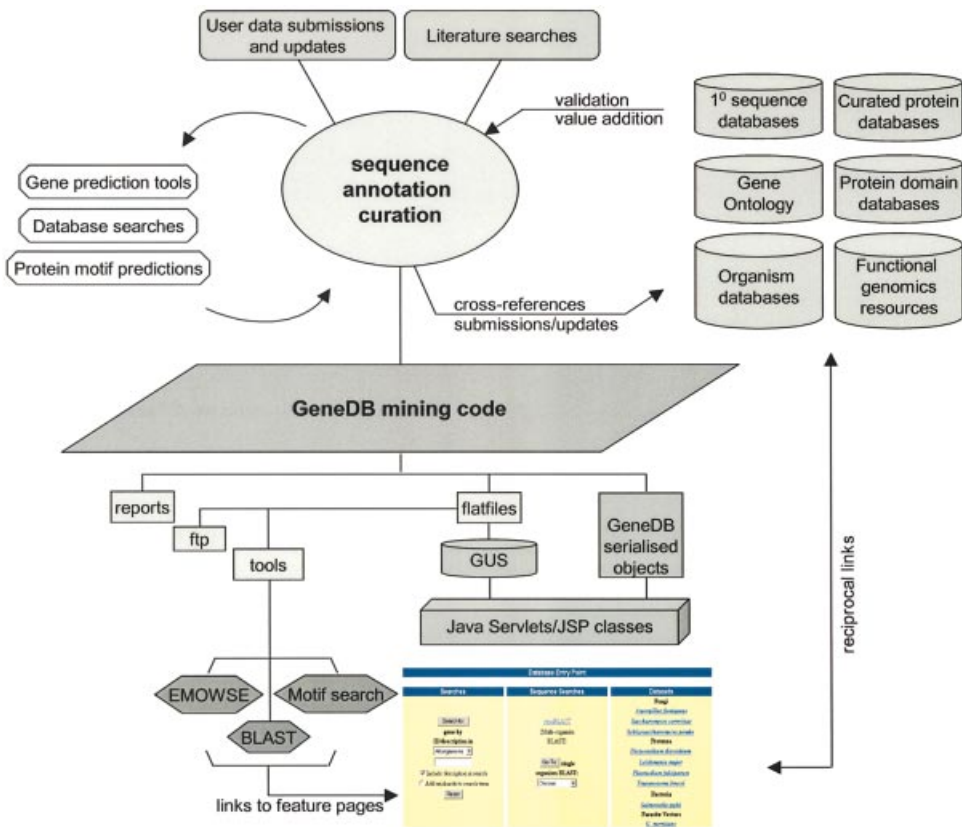 User data submissions
and updates
Literature searches
validation
value addition
1⁰ sequence
databases
Curated protein
databases
sequence
annotation
curation
Gene prediction tools
Database searches
Protein motif predictions
Gene
Ontology
Protein domain
databases
Organism
databases
Functional
genomics
resources
cross-references
submissions/updates
GeneDB mining code
reciprocal links
reports
flatfiles
ftp
tools
GUS
GeneDB
serialised
objects
Java Servlets/JSP classes
EMOWSE
Motif search
BLAST
links to feature pages
Database Entry Point
Searches
Sequence Searches
Datasets
Fungi
BLAST
organism BLAST: